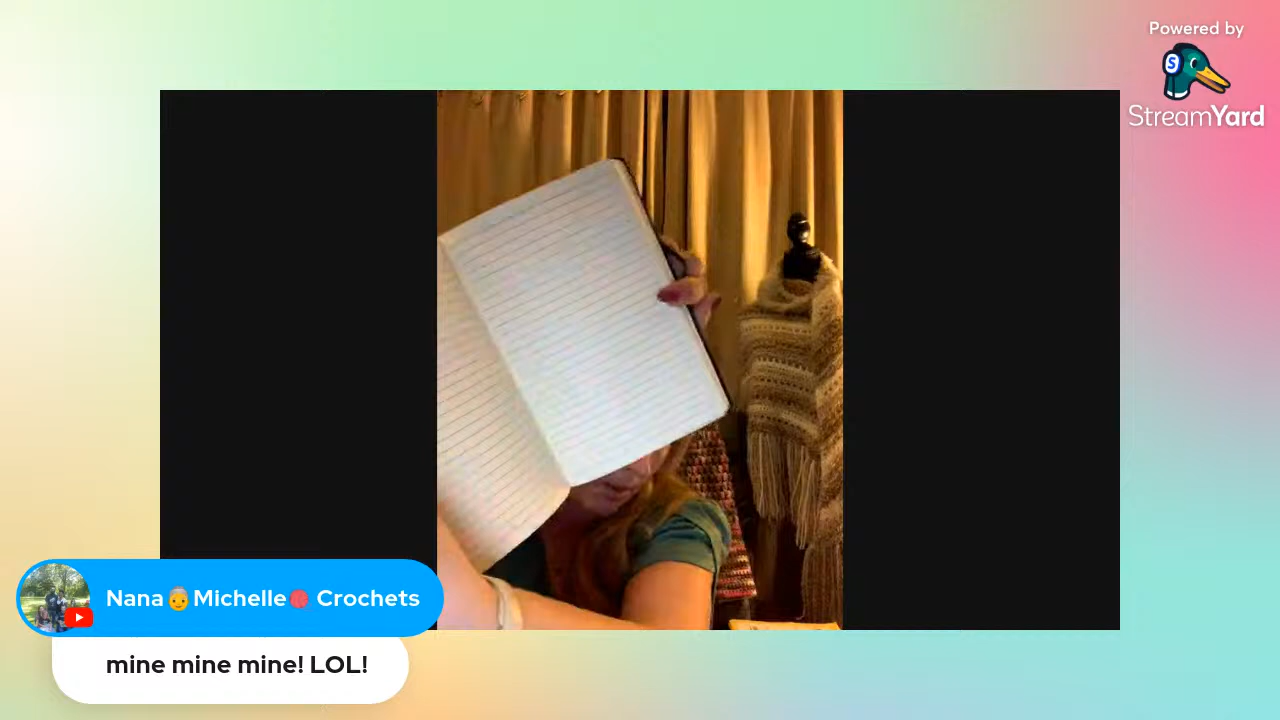 Powered by
StreamYard
Nana👵Michelle🧶 Crochets
mine mine mine! LOL!